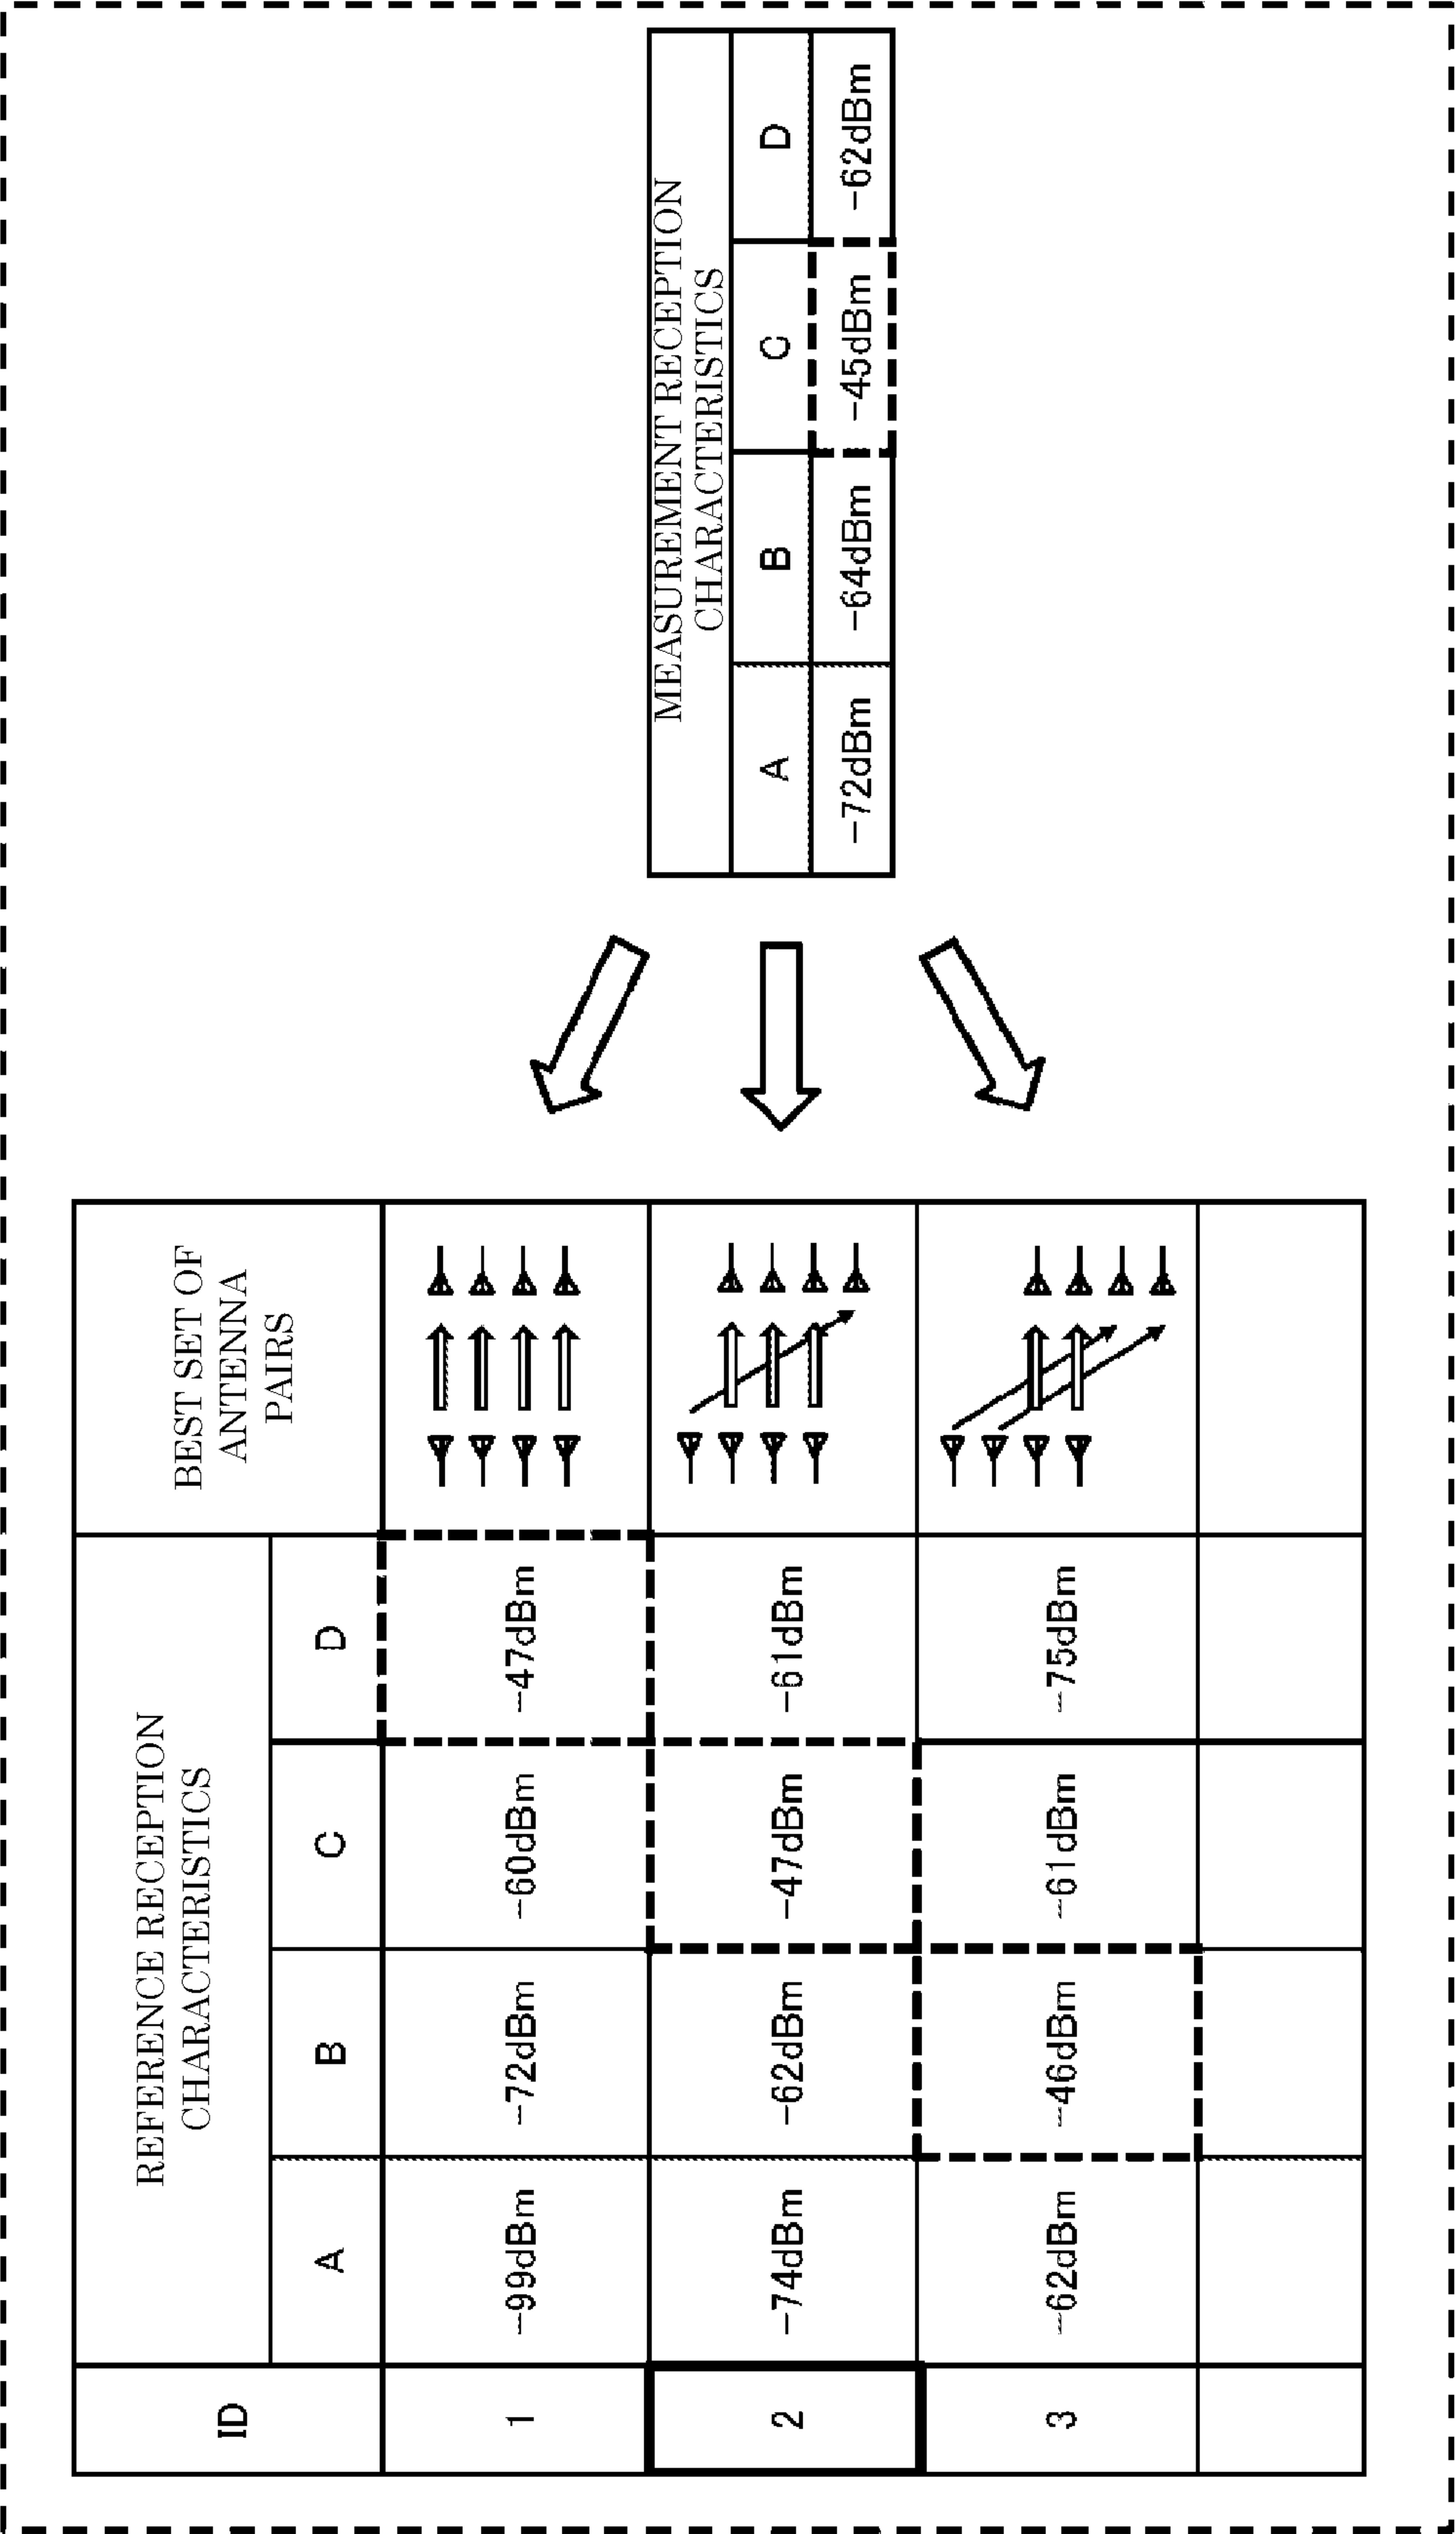 ID
REFERENCE RECEPTION
CHARACTERISTICS
BEST SET OF
ANTENNA
PAIRS
A B C D
1 -99dBm -72dBm -60dBm -47dBm
2 -74dBm -62dBm -47dBm -61dBm
3 -62dBm -46dBm -61dBm -75dBm
MEASUREMENT RECEPTION
CHARACTERISTICS
A B C D
-72dBm -64dBm -45dBm -62dBm